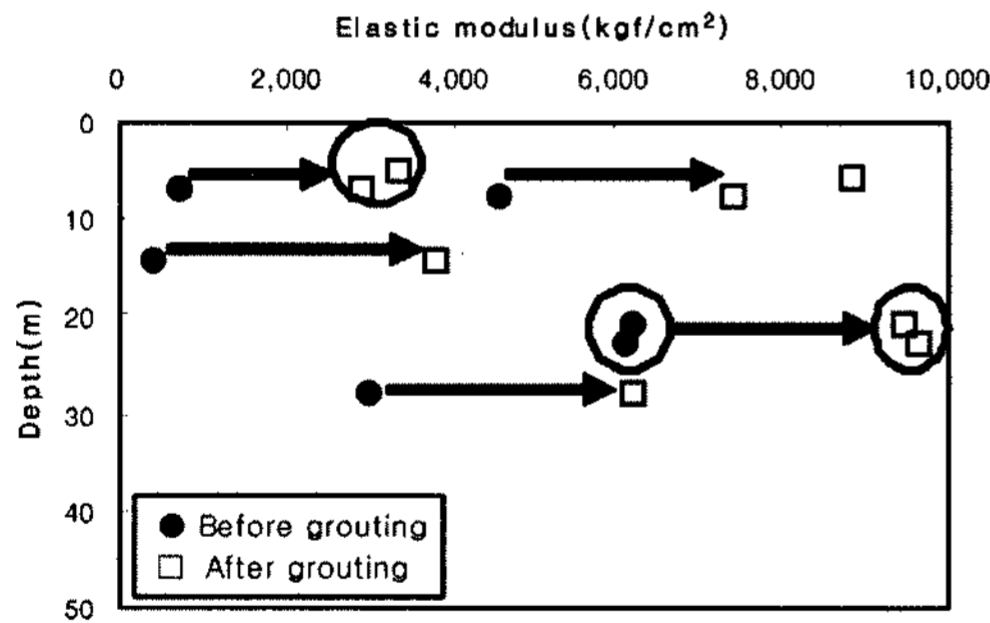 Elastic modulus(kgf/cm²)
0 2,000 4,000 6,000 8,000 10,000
0
10
20
30
40
50
Depth(m)
Before grouting
After grouting